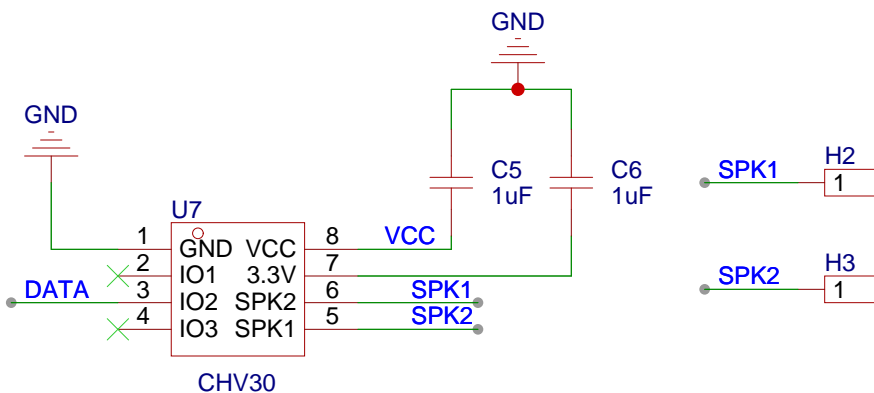 GND
GND
C5
1uF
C6
1uF
SPK1
H2
1
U7
1
GND
VCC
8
VCC
2
IO1
3.3V
7
DATA
3
IO2
SPK2
6
SPK1
4
IO3
SPK1
5
SPK2
SPK2
H3
1
CHV30